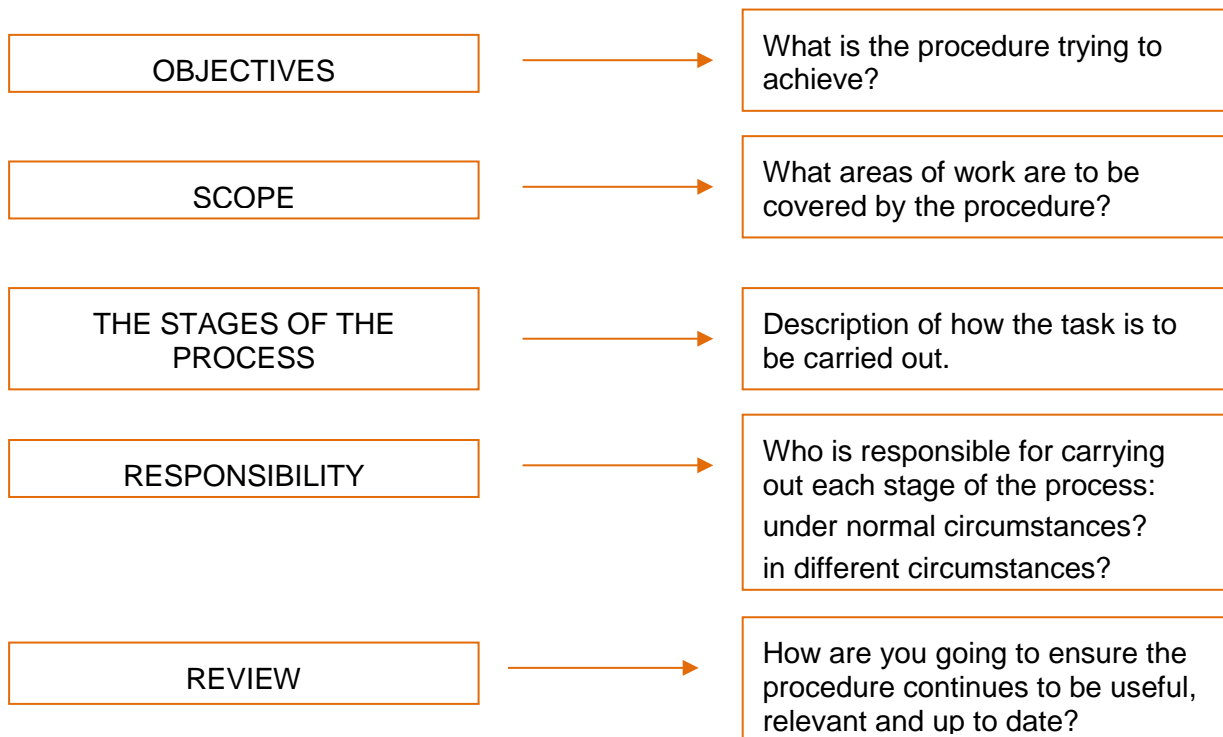 OBJECTIVES
What is the procedure trying to
achieve?
SCOPE
What areas of work are to be
covered by the procedure?
THE STAGES OF THE
PROCESS
Description of how the task is to
be carried out.
RESPONSIBILITY
Who is responsible for carrying
out each stage of the process:
under normal circumstances?
in different circumstances?
REVIEW
How are you going to ensure the
procedure continues to be useful,
relevant and up to date?